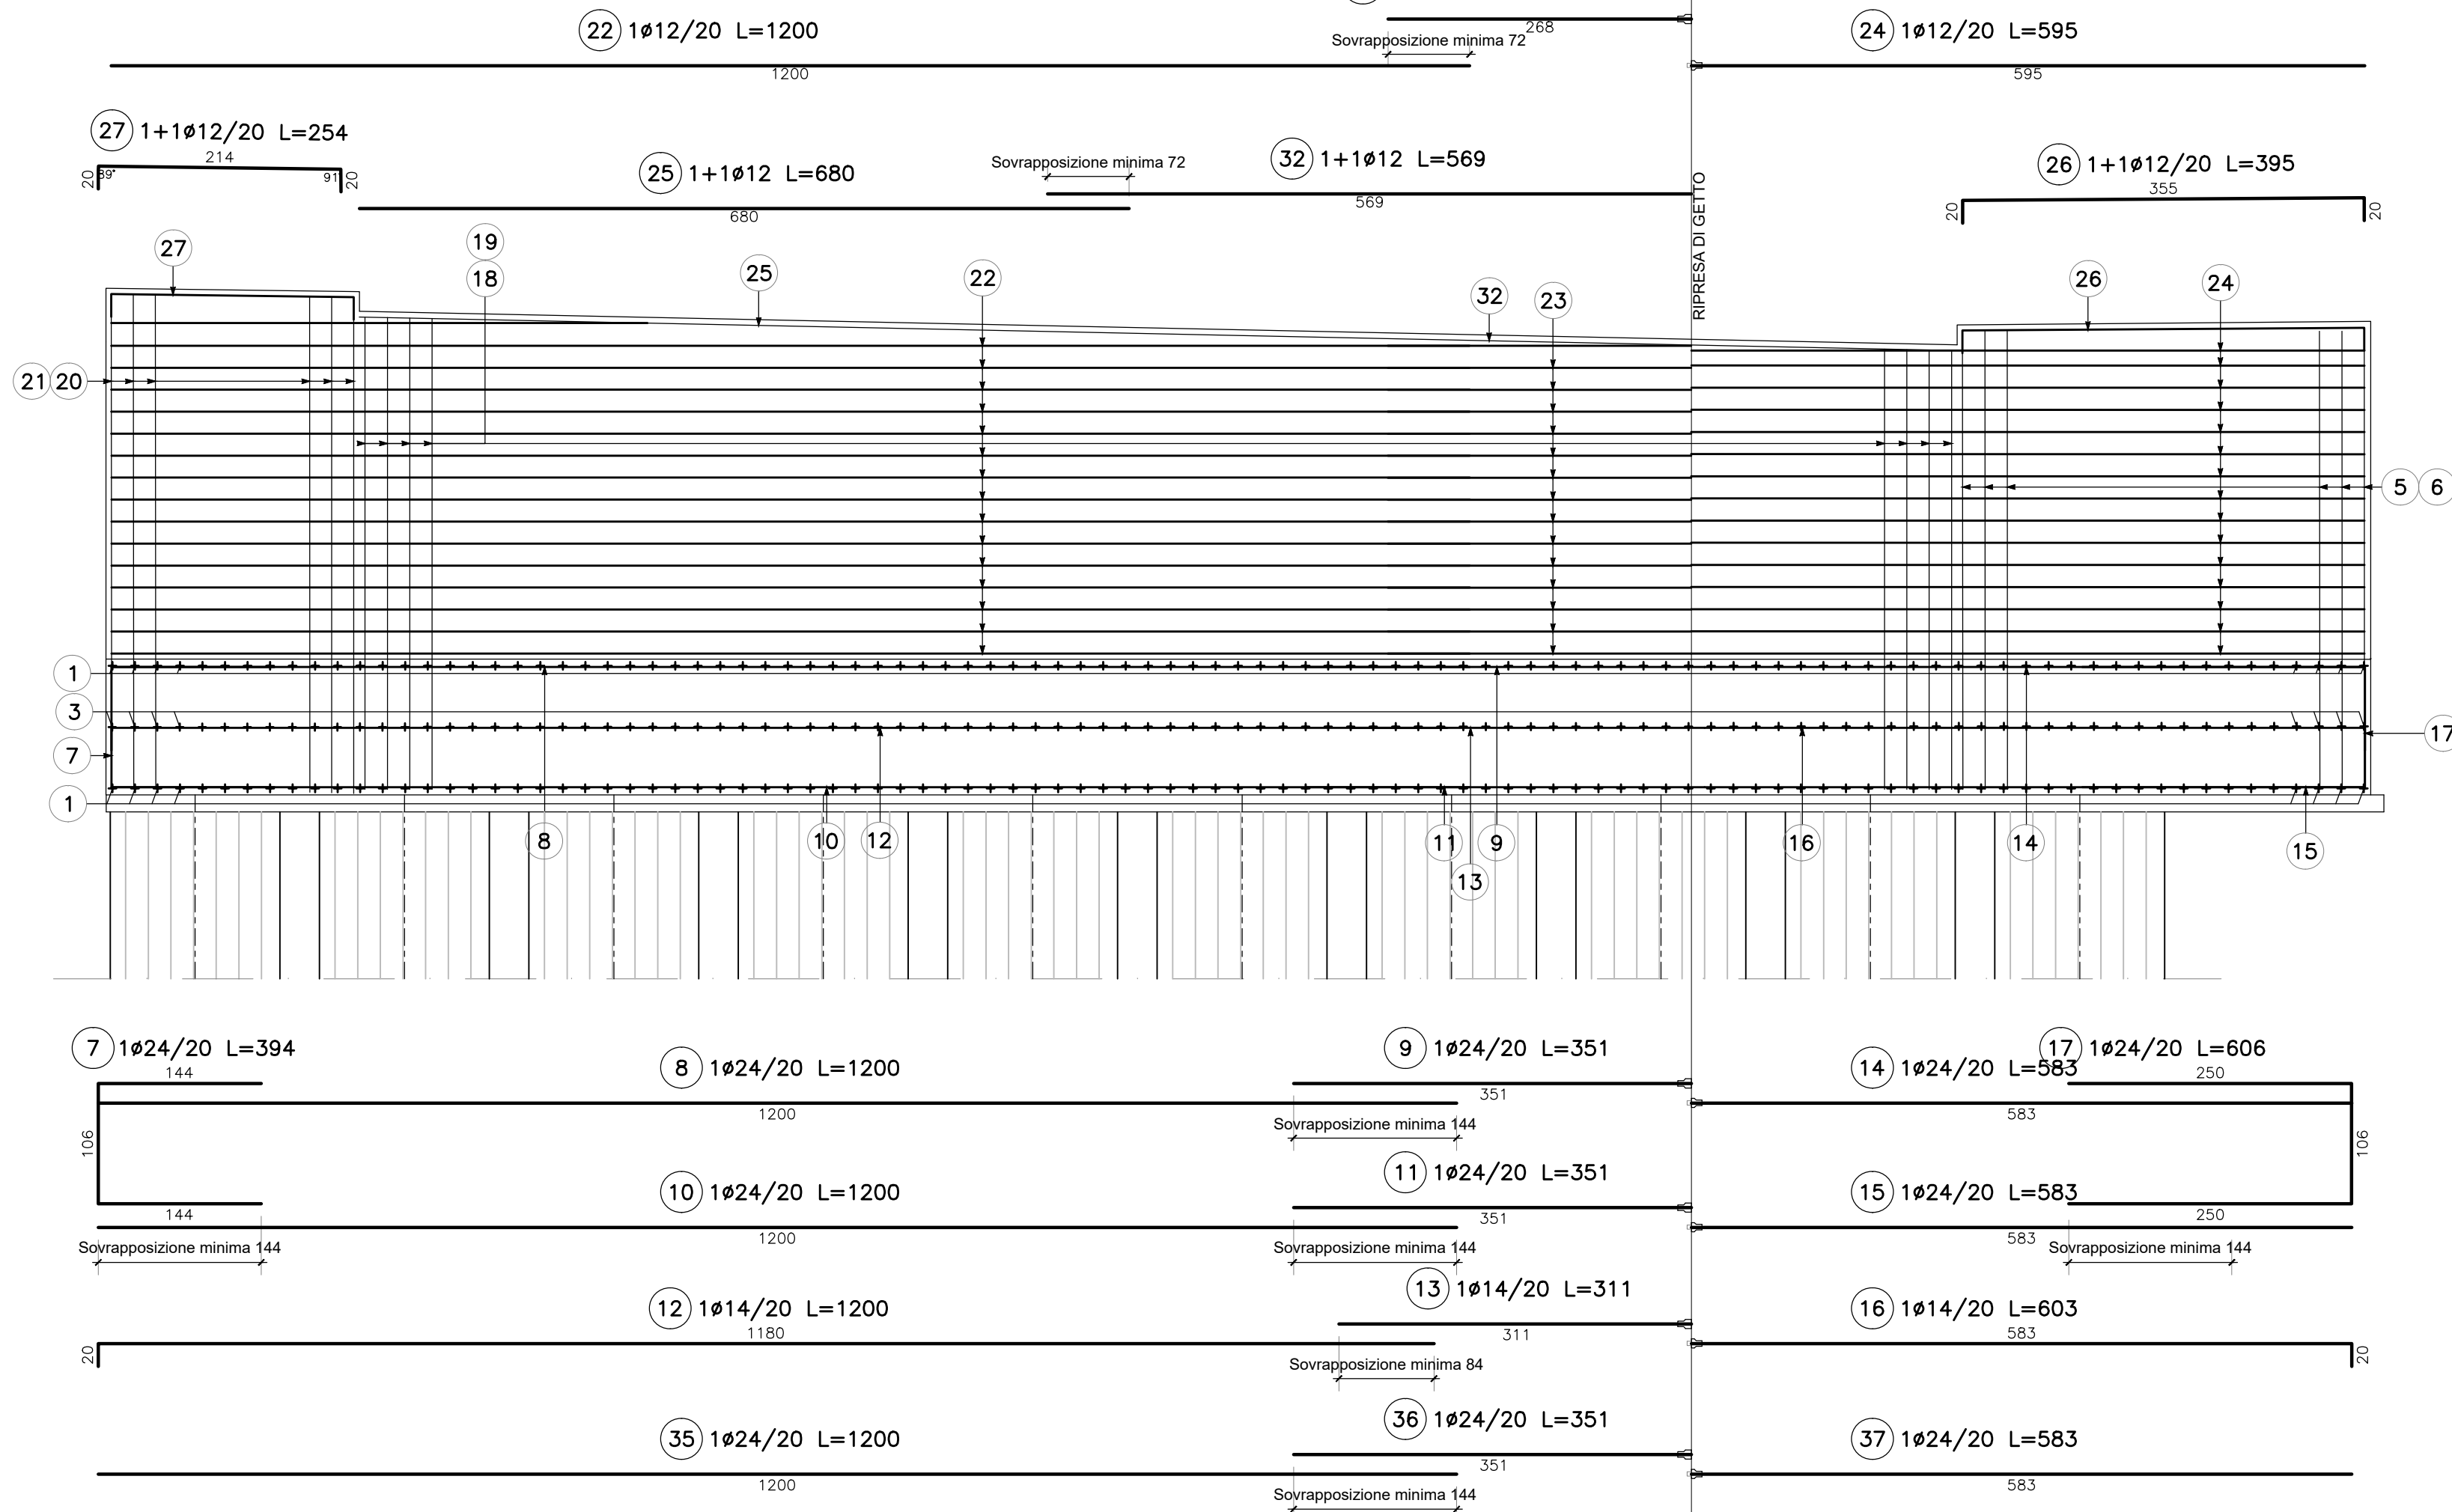 268
22 1ø12/20 L=1200
Sovrapposizione minima 72
24 1ø12/20 L=595
1200
595
27 1+1ø12/20 L=254
214
20
89°
91°
20
25 1+1ø12 L=680
680
Sovrapposizione minima 72
32 1+1ø12 L=569
569
RIPRESA DI GETTO
26 1+1ø12/20 L=395
355
20
20
27
19
18
25
22
32
23
26
24
21 20
5 6
1
3
7
17
1
8
10
12
11
9
13
16
14
15
7 1ø24/20 L=394
144
8 1ø24/20 L=1200
1200
9 1ø24/20 L=351
351
Sovrapposizione minima 144
14 1ø24/20 L=583
583
17 1ø24/20 L=606
250
106
106
144
Sovrapposizione minima 144
10 1ø24/20 L=1200
1200
11 1ø24/20 L=351
351
Sovrapposizione minima 144
15 1ø24/20 L=583
583
250
Sovrapposizione minima 144
12 1ø14/20 L=1200
1180
20
13 1ø14/20 L=311
311
Sovrapposizione minima 84
16 1ø14/20 L=603
583
20
35 1ø24/20 L=1200
1200
36 1ø24/20 L=351
351
Sovrapposizione minima 144
37 1ø24/20 L=583
583